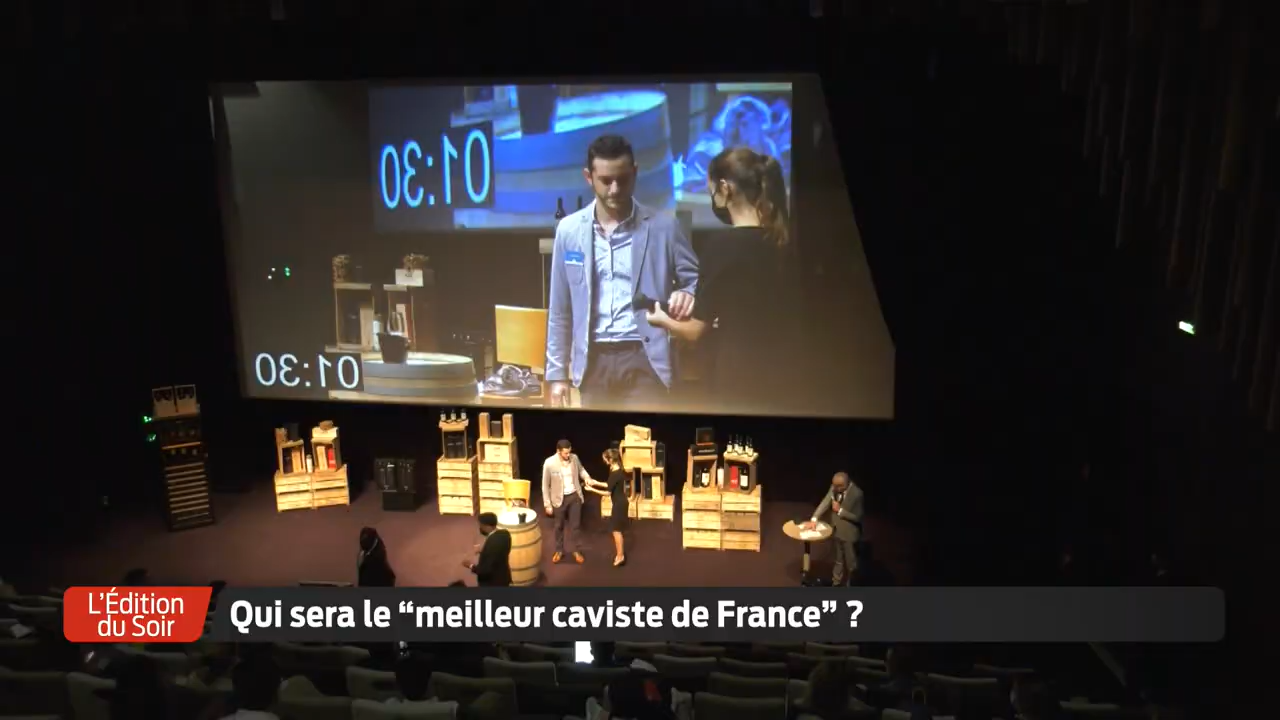 01:30
01:30
L'Édition
du Soir
Qui sera le “meilleur caviste de France” ?